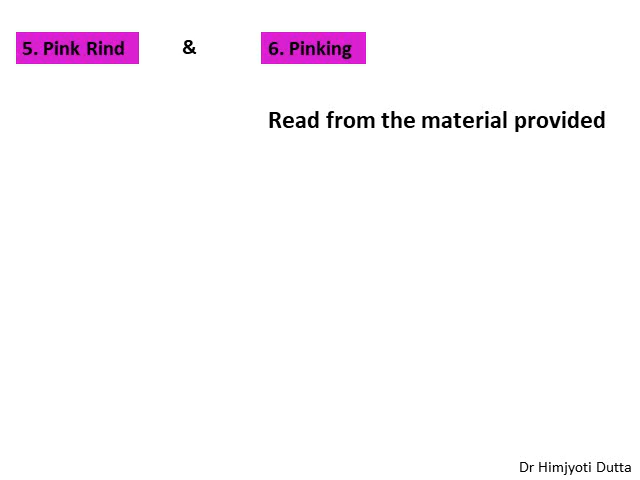 5. Pink Rind & 6. Pinking
Read from the material provided
Dr Himjyoti Dutta